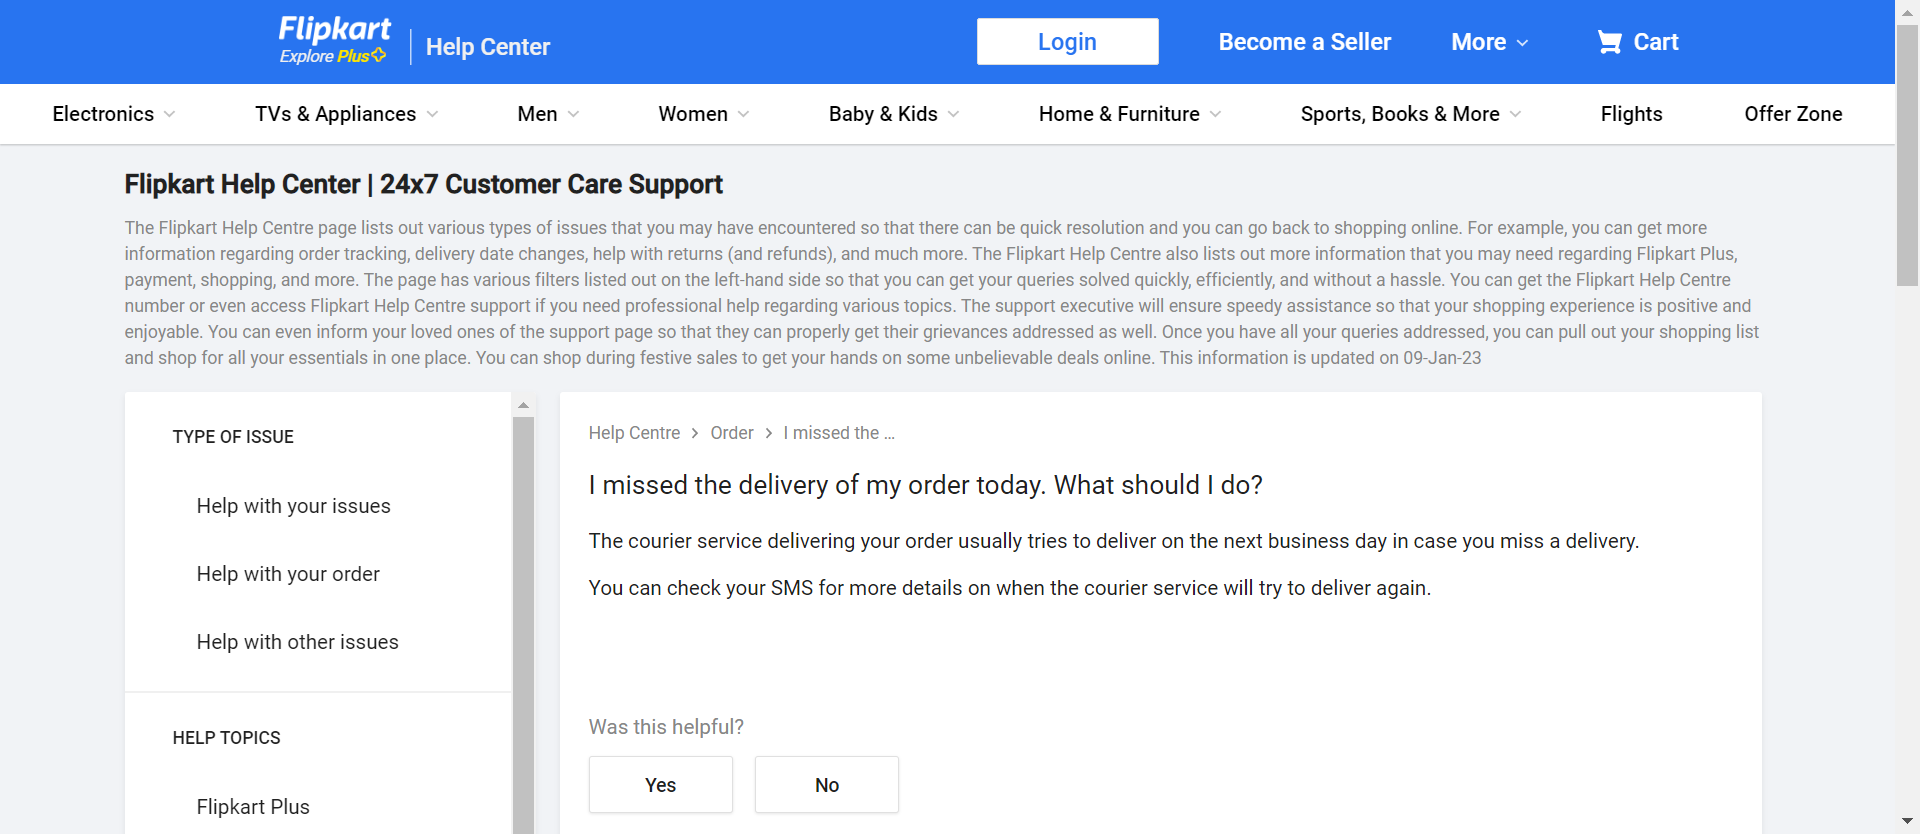 Flipkart
Explore Plus
Help Center
Login
Become a Seller
More
Cart
Electronics
TVs & Appliances
Men
Women
Baby & Kids
Home & Furniture
Sports, Books & More
Flights
Offer Zone
Flipkart Help Center | 24x7 Customer Care Support
The Flipkart Help Centre page lists out various types of issues that you may have encountered so that there can be quick resolution and you can go back to shopping online. For example, you can get more
information regarding order tracking, delivery date changes, help with returns (and refunds), and much more. The Flipkart Help Centre also lists out more information that you may need regarding Flipkart Plus,
payment, shopping, and more. The page has various filters listed out on the left-hand side so that you can get your queries solved quickly, efficiently, and without a hassle. You can get the Flipkart Help Centre
number or even access Flipkart Help Centre support if you need professional help regarding various topics. The support executive will ensure speedy assistance so that your shopping experience is positive and
enjoyable. You can even inform your loved ones of the support page so that they can properly get their grievances addressed as well. Once you have all your queries addressed, you can pull out your shopping list
and shop for all your essentials in one place. You can shop during festive sales to get your hands on some unbelievable deals online. This information is updated on 09-Jan-23
TYPE OF ISSUE
Help with your issues
Help with your order
Help with other issues
HELP TOPICS
Flipkart Plus
Help Centre > Order > I missed the ...
I missed the delivery of my order today. What should I do?
The courier service delivering your order usually tries to deliver on the next business day in case you miss a delivery.
You can check your SMS for more details on when the courier service will try to deliver again.
Was this helpful?
Yes
No